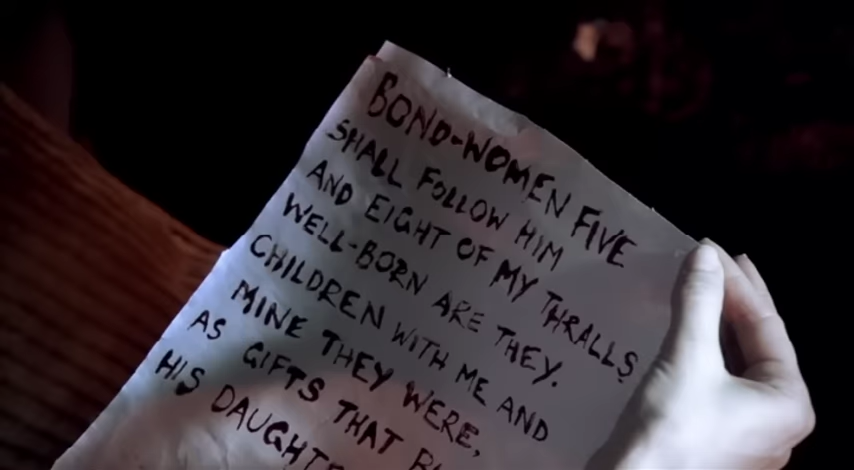 BOND-WOMEN FIVE
SHALL FOLLOW HIM
AND EIGHT OF MY THRALLS
WELL-BORN ARE THEY.
CHILDREN WITH ME AND
MINE THEY WERE,
AS GIFTS THAT
HIS